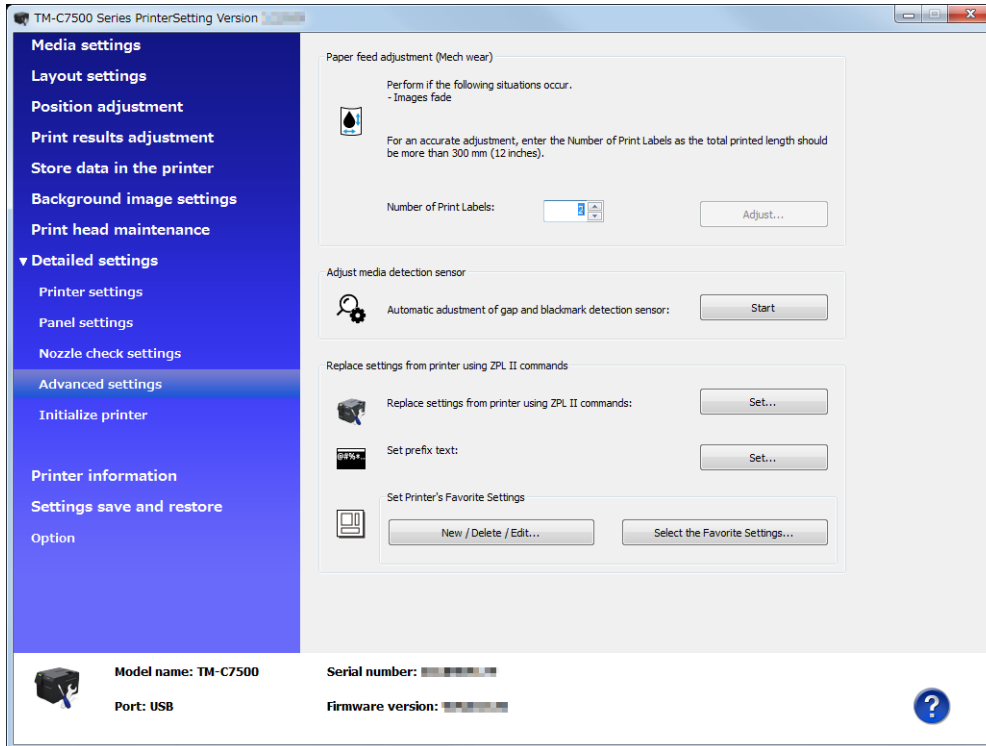 TM-C7500 Series PrinterSetting Version
Media settings
Layout settings
Position adjustment
Print results adjustment
Store data in the printer
Background image settings
Print head maintenance
▼ Detailed settings
Printer settings
Panel settings
Nozzle check settings
Advanced settings
Initialize printer
Printer information
Settings save and restore
Option
Paper feed adjustment (Mech wear)
Perform if the following situations occur.
- Images fade
For an accurate adjustment, enter the Number of Print Labels as the total printed length should
be more than 300 mm (12 inches).
Number of Print Labels: 2 Adjust...
Adjust media detection sensor
Automatic adustment of gap and blackmark detection sensor: Start
Replace settings from printer using ZPL II commands
Replace settings from printer using ZPL II commands: Set...
@#%*..
Set prefix text: Set...
Set Printer's Favorite Settings
New / Delete / Edit... Select the Favorite Settings...
Model name: TM-C7500 Serial number:
Port: USB Firmware version:
?